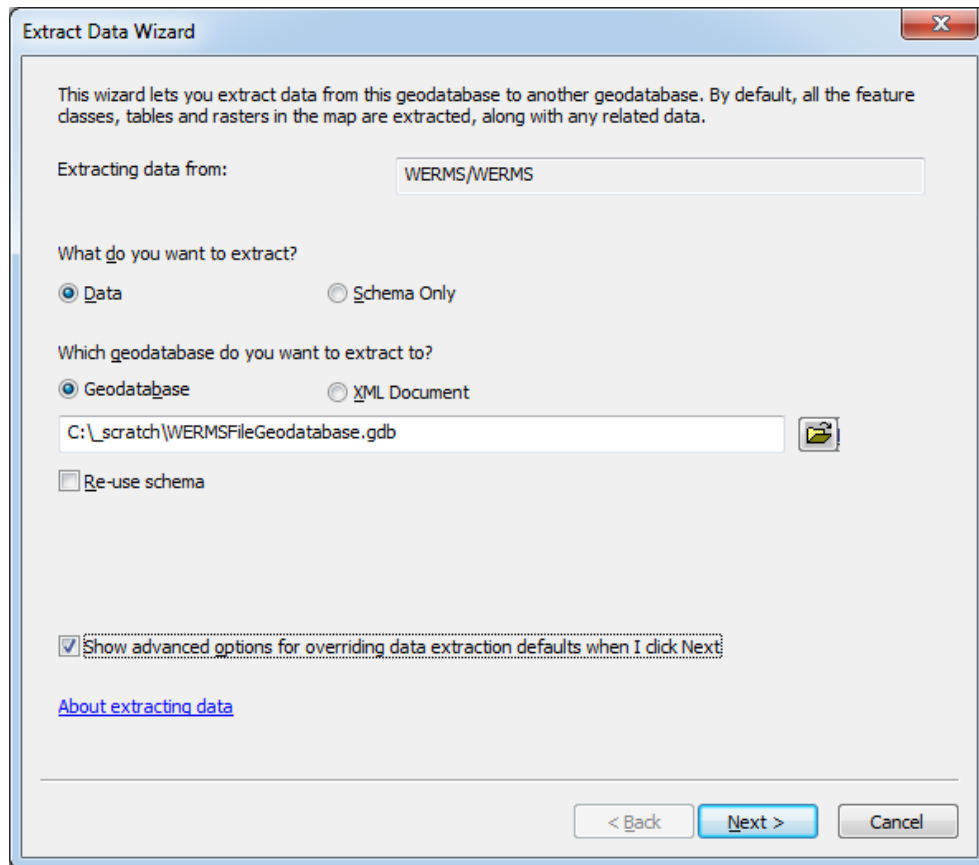 Extract Data Wizard
This wizard lets you extract data from this geodatabase to another geodatabase. By default, all the feature
classes, tables and rasters in the map are extracted, along with any related data.
Extracting data from: WERMS/WERMS
What do you want to extract?
Data Schema Only
Which geodatabase do you want to extract to?
Geodatabase XML Document
C:\_scratch\WERMSFileGeodatabase.gdb
Re-use schema
Show advanced options for overriding data extraction defaults when I click Next
About extracting data
< Back Next > Cancel